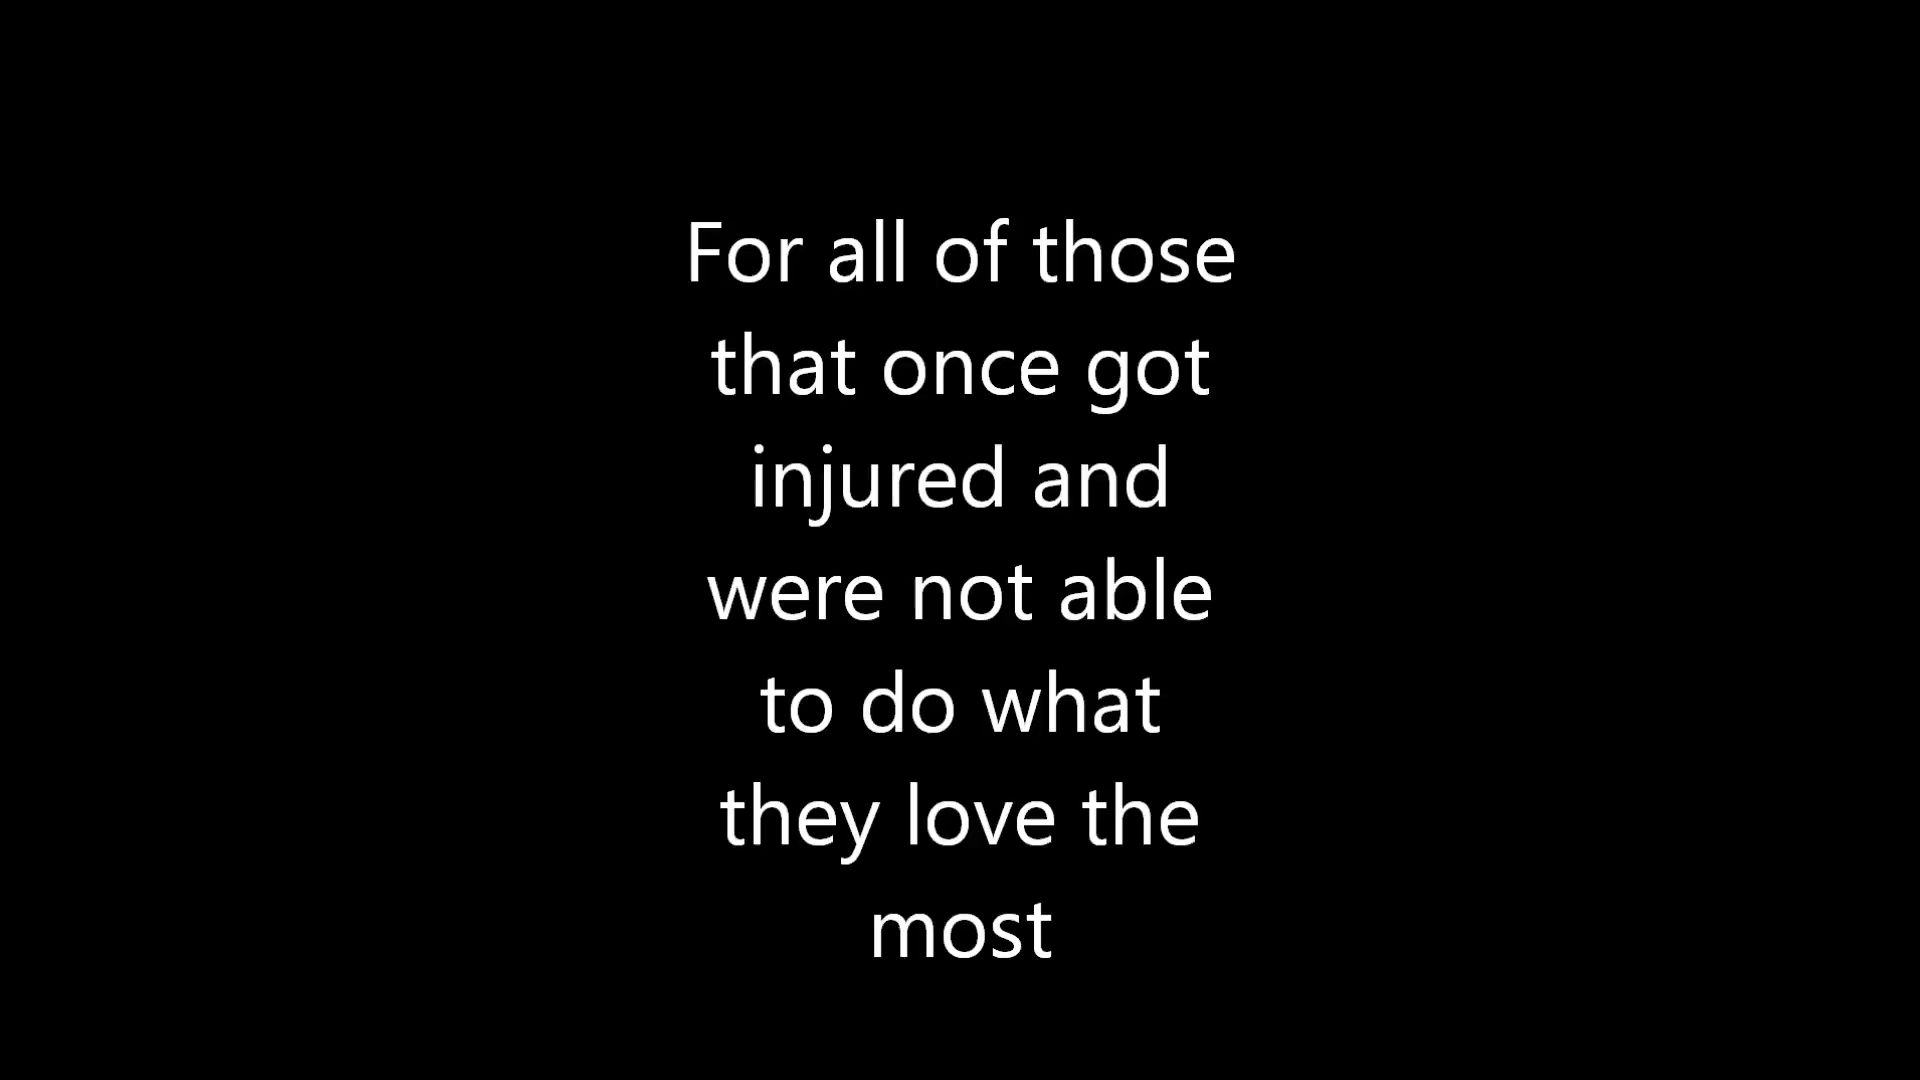 For all of those
that once got
injured and
were not able
to do what
they love the
most